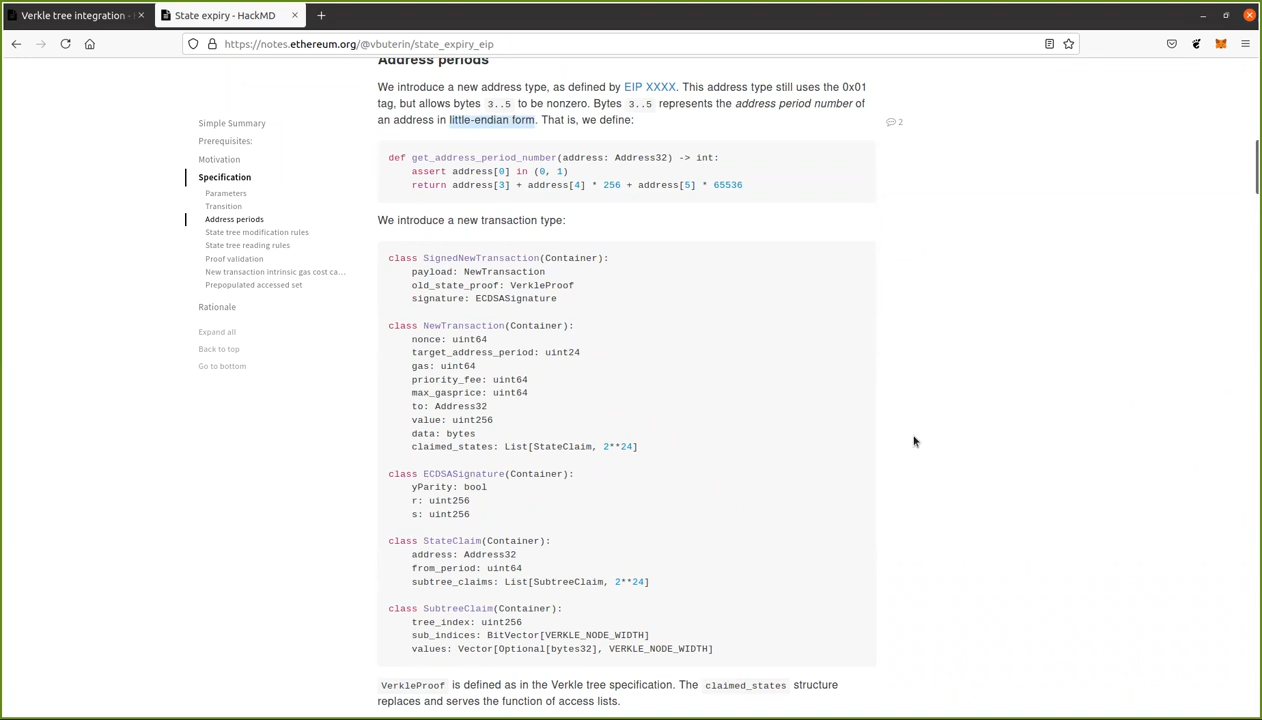 Verkle tree integration -
State expiry - HackMD
https://notes.ethereum.org/@vbuterin/state_expiry_eip
Simple Summary
Prerequisites:
Motivation
Specification
Parameters
Transition
Address periods
State tree modification rules
State tree reading rules
Proof validation
New transaction intrinsic gas cost ca...
Prepopulated accessed set
Rationale
Expall all
Back to top
Go to bottom
Address periods
We introduce a new address type, as defined by EIP XXXX. This address type still uses the 0x01
tag, but allows bytes 3..5 to be nonzero. Bytes 3..5 represents the address period number of
an address in little-endian form. That is, we define:
2
def get_address_period_number(address: Address32) -> int:
    assert address[0] in (0, 1)
    return address[3] + address[4] * 256 + address[5] * 65536
We introduce a new transaction type:
class SignedNewTransaction(Container):
    payload: NewTransaction
    old_state_proof: VerkleProof
    signature: ECDSASignature
class NewTransaction(Container):
    nonce: uint64
    target_address_period: uint24
    gas: uint64
    priority_fee: uint64
    max_gasprice: uint64
    to: Address32
    value: uint256
    data: bytes
    claimed_states: List[StateClaim, 2**24]
class ECDSASignature(Container):
    yParity: bool
    r: uint256
    s: uint256
class StateClaim(Container):
    address: Address32
    from_period: uint64
    subtree_claims: List[SubtreeClaim, 2**24]
class SubtreeClaim(Container):
    tree_index: uint256
    sub_indices: BitVector[VERKLE_NODE_WIDTH]
    values: Vector[Optional[bytes32], VERKLE_NODE_WIDTH]
VerkleProof is defined as in the Verkle tree specification. The claimed_states structure
replaces and serves the function of access lists.